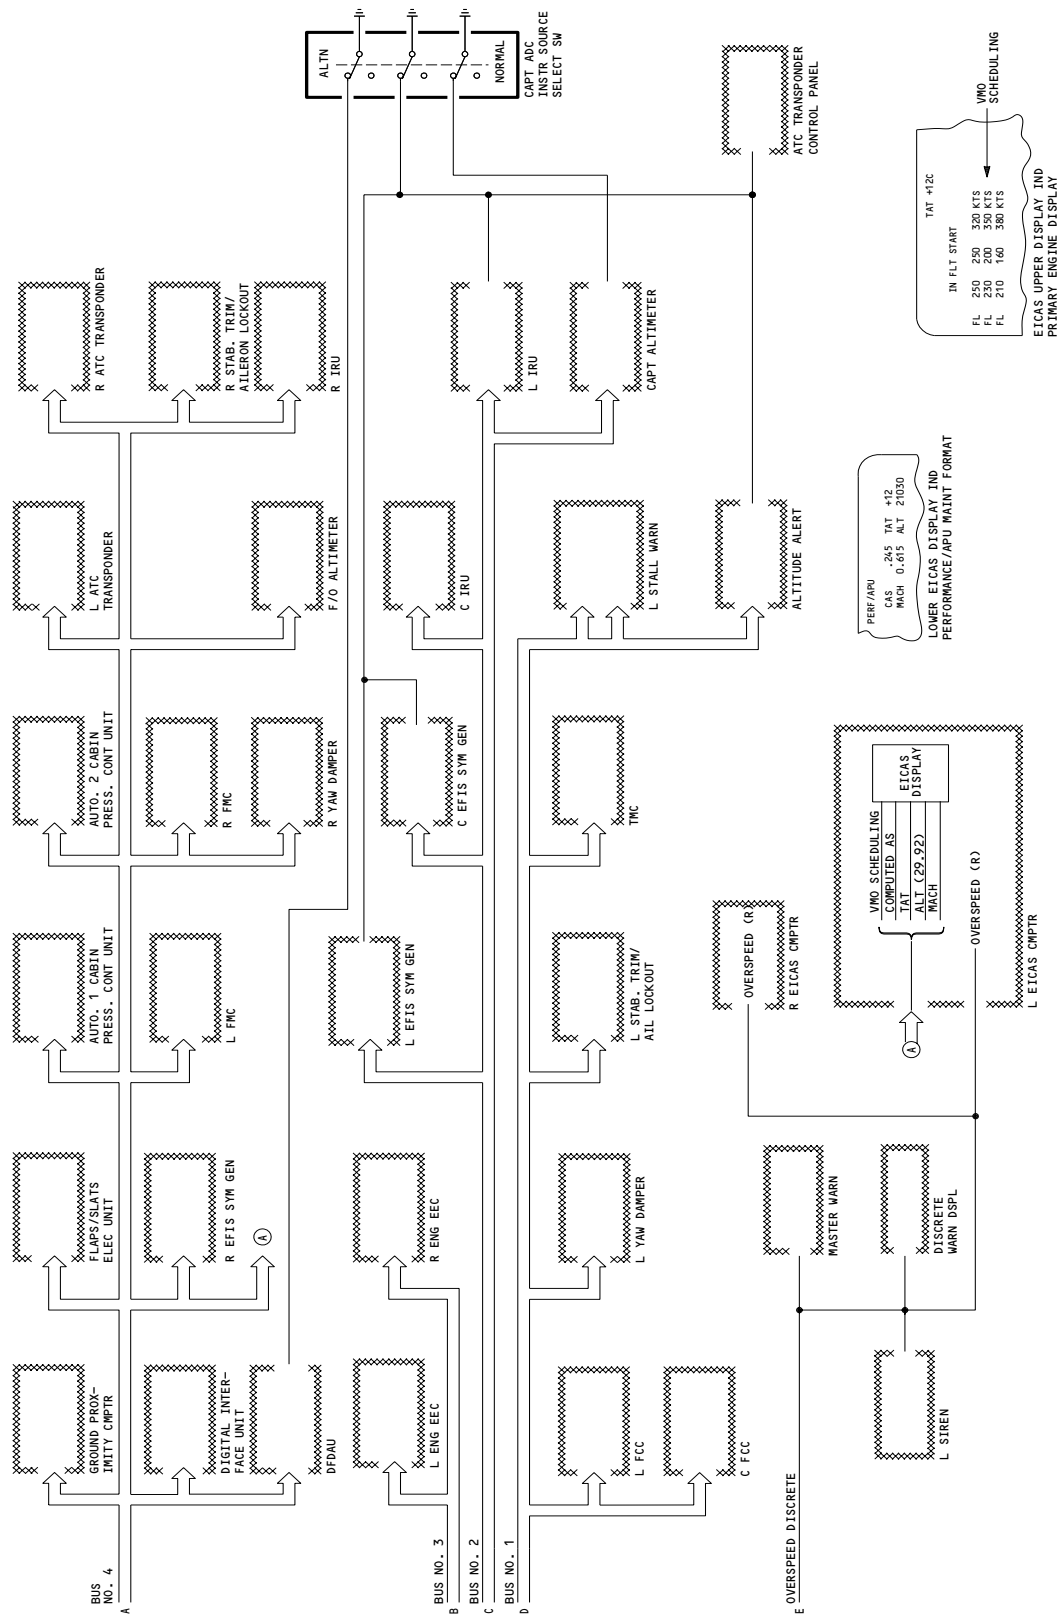 BUS
NO. 4
A
GROUND PROX-
IMITY CMPTR
FLAPS/SLATS
ELEC UNIT
AUTO. 1 CABIN
PRESS. CONT UNIT
AUTO. 2 CABIN
PRESS. CONT UNIT
L ATC
TRANSPONDER
R ATC TRANSPONDER
DIGITAL INTER-
FACE UNIT
R EFIS SYM GEN
L FMC
R FMC
R STAB. TRIM/
AILERON LOCKOUT
DFDAU
A
R YAW DAMPER
F/O ALTIMETER
R IRU
ALTN
NORMAL
CAPT ADC
INSTR SOURCE
SELECT SW
BUS NO. 3
B
L ENG EEC
R ENG EEC
BUS NO. 2
C
L EFIS SYM GEN
C EFIS SYM GEN
C IRU
L IRU
CAPT ALTIMETER
BUS NO. 1
D
L FCC
C FCC
L YAW DAMPER
L STAB. TRIM/
AIL LOCKOUT
TMC
L STALL WARN
ALTITUDE ALERT
ATC TRANSPONDER
CONTROL PANEL
E
OVERSPEED DISCRETE
MASTER WARN
L SIREN
DISCRETE
WARN DSPL
OVERSPEED (R)
R EICAS CMPTR
A
VMO SCHEDULING
COMPUTED AS
TAT
ALT (29.92)
MACH
EICAS
DISPLAY
OVERSPEED (R)
L EICAS CMPTR
PERF/APU
CAS .245 TAT +12
MACH 0.615 ALT 21030
LOWER EICAS DISPLAY IND
PERFORMANCE/APU MAINT FORMAT
TAT +12C
IN FLT START
FL 250 250 320 KTS
FL 230 200 350 KTS
FL 210 160 380 KTS
VMO
SCHEDULING
EICAS UPPER DISPLAY IND
PRIMARY ENGINE DISPLAY